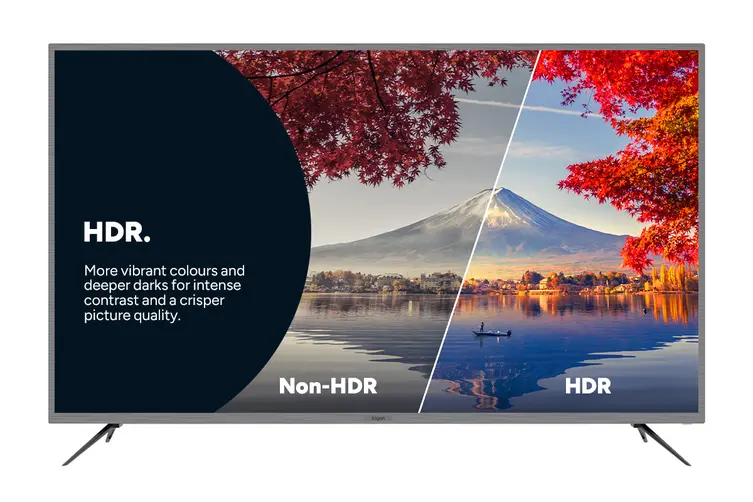 HDR.
More vibrant colours and
deeper darks for intense
contrast and a crisper
picture quality.
Non-HDR
HDR